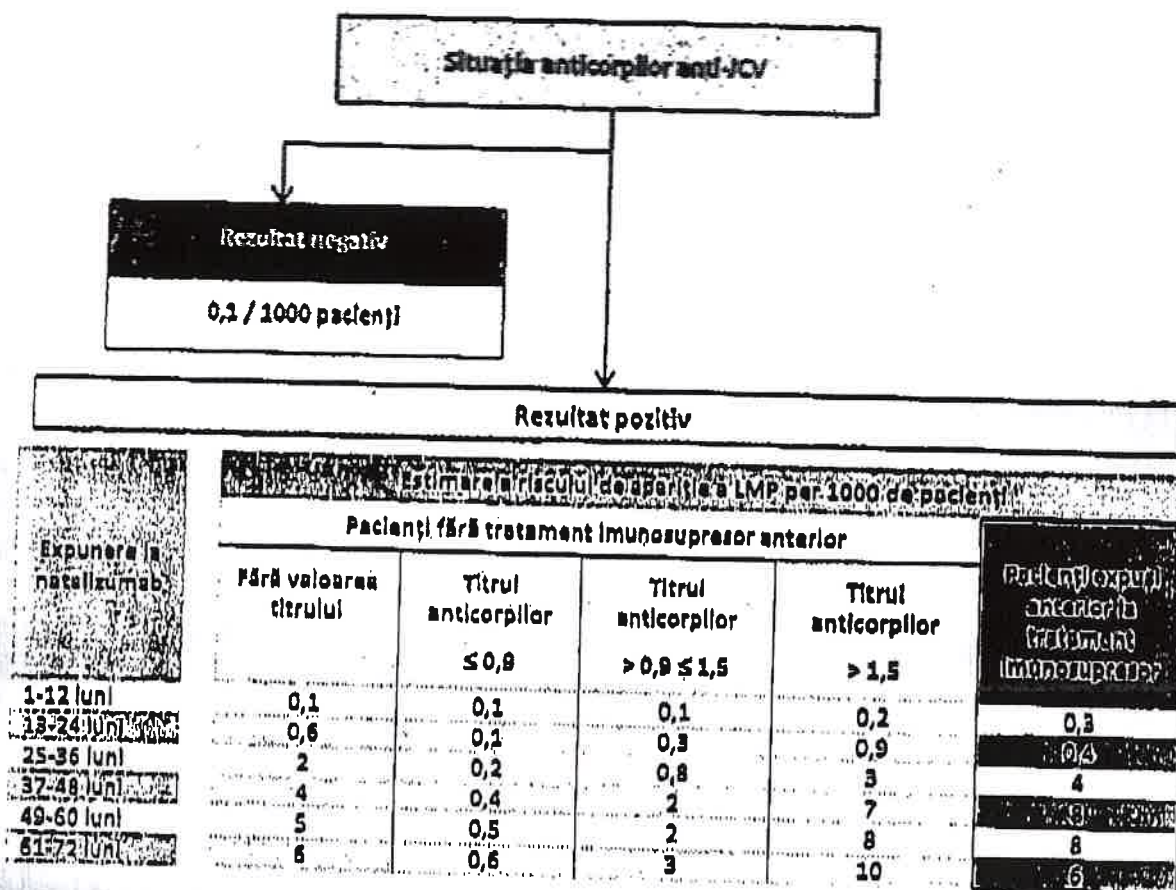 Situația anticorpilor anti-JCV
Rezultat negativ
0,1 / 1000 pacienți
Rezultat pozitiv
Expunere la
natalizumab
Estimarea riscului de apariție a LMP per 1000 de pacienți
Pacienți fără tratament imunosupresor anterior
Pacienți expuși
anterior la
tratament
imunosupresor
Fără valoarea
titrului
Titrul
anticorpilor
≤ 0,9
Titrul
anticorpilor
> 0,9 ≤ 1,5
Titrul
anticorpilor
> 1,5
1-12 luni 0,1 0,1 0,1 0,2 0,3
13-24 luni 0,6 0,1 0,3 0,9 0,4
25-36 luni 2 0,2 0,8 3 4
37-48 luni 4 0,4 2 7 8
49-60 luni 5 0,5 2 8 8
61-72 luni 6 0,6 3 10 6